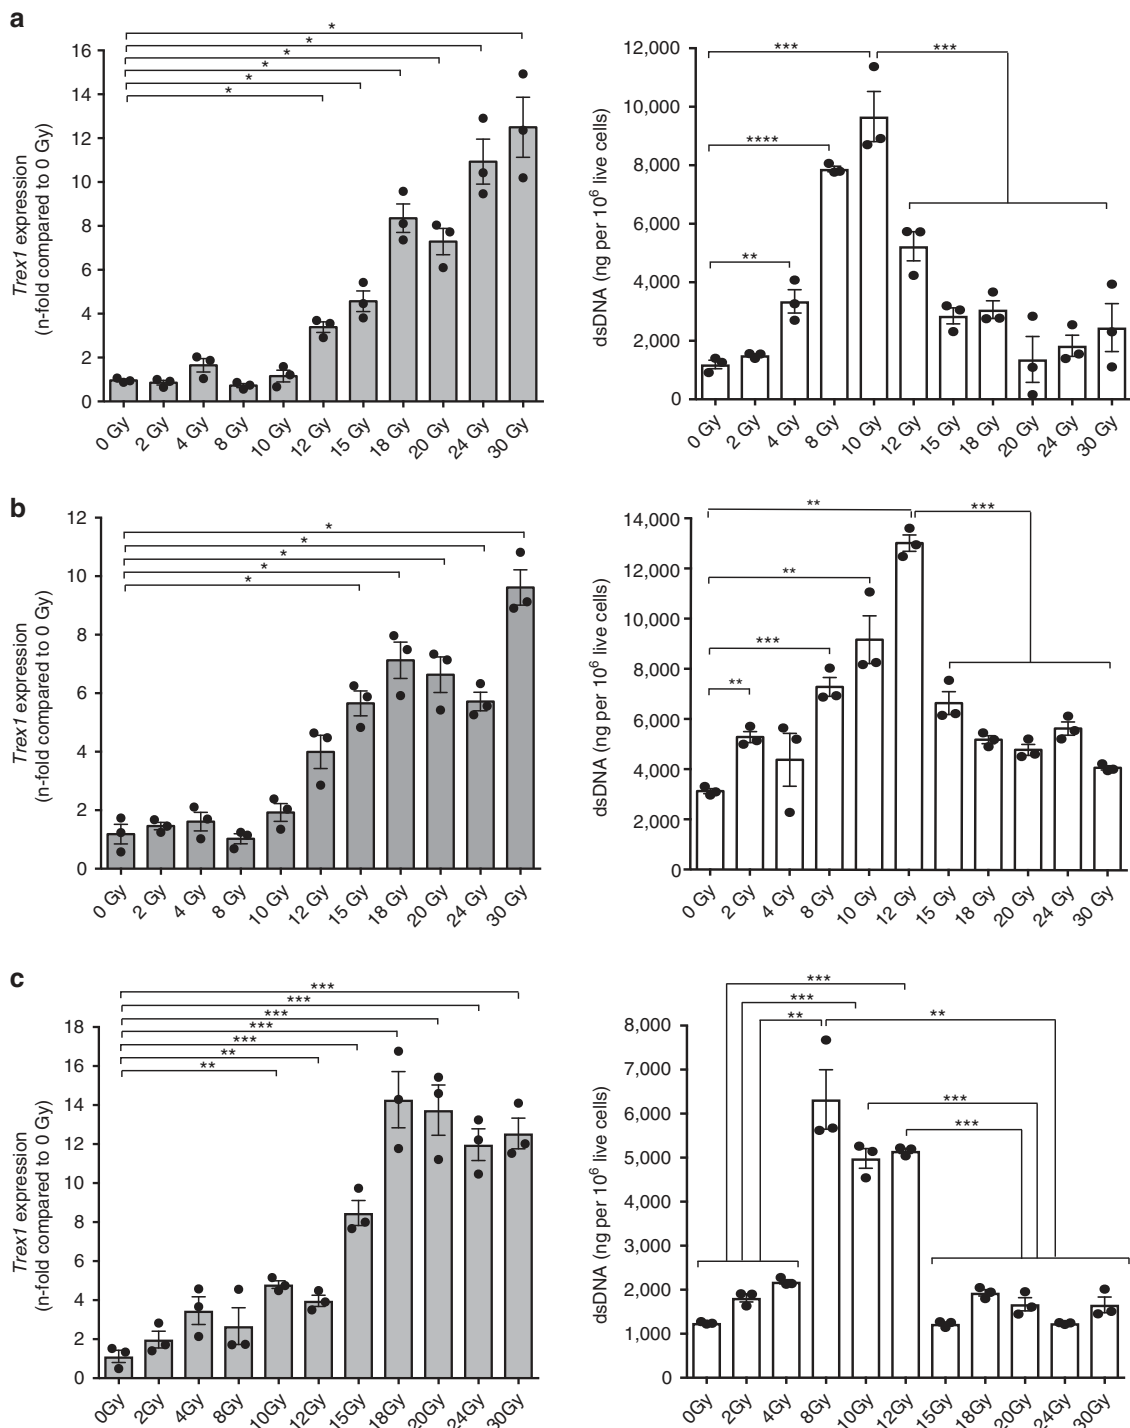 a
Trex1 expression
(n-fold compared to 0 Gy)
16
14
12
10
8
6
4
2
0
*
*
*
*
*
*
0 Gy
2 Gy
4 Gy
8 Gy
10 Gy
12 Gy
15 Gy
18 Gy
20 Gy
24 Gy
30 Gy
dsDNA (ng per 10⁶ live cells)
12,000
10,000
8,000
6,000
4,000
2,000
0
***
***
****
**
0 Gy
2 Gy
4 Gy
8 Gy
10 Gy
12 Gy
15 Gy
18 Gy
20 Gy
24 Gy
30 Gy
b
Trex1 expression
(n-fold compared to 0 Gy)
12
10
8
6
4
2
0
*
*
*
*
*
0 Gy
2 Gy
4 Gy
8 Gy
10 Gy
12 Gy
15 Gy
18 Gy
20 Gy
24 Gy
30 Gy
dsDNA (ng per 10⁶ live cells)
14,000
12,000
10,000
8,000
6,000
4,000
2,000
0
**
***
**
***
**
0 Gy
2 Gy
4 Gy
8 Gy
10 Gy
12 Gy
15 Gy
18 Gy
20 Gy
24 Gy
30 Gy
c
Trex1 expression
(n-fold compared to 0 Gy)
18
16
14
12
10
8
6
4
2
0
***
***
***
***
***
**
**
0Gy
2Gy
4Gy
8Gy
10Gy
12Gy
15Gy
18Gy
20Gy
24Gy
30Gy
dsDNA (ng per 10⁶ live cells)
8,000
7,000
6,000
5,000
4,000
3,000
2,000
1,000
0
***
***
**
**
***
***
0Gy
2Gy
4Gy
8Gy
10Gy
12Gy
15Gy
18Gy
20Gy
24Gy
30Gy